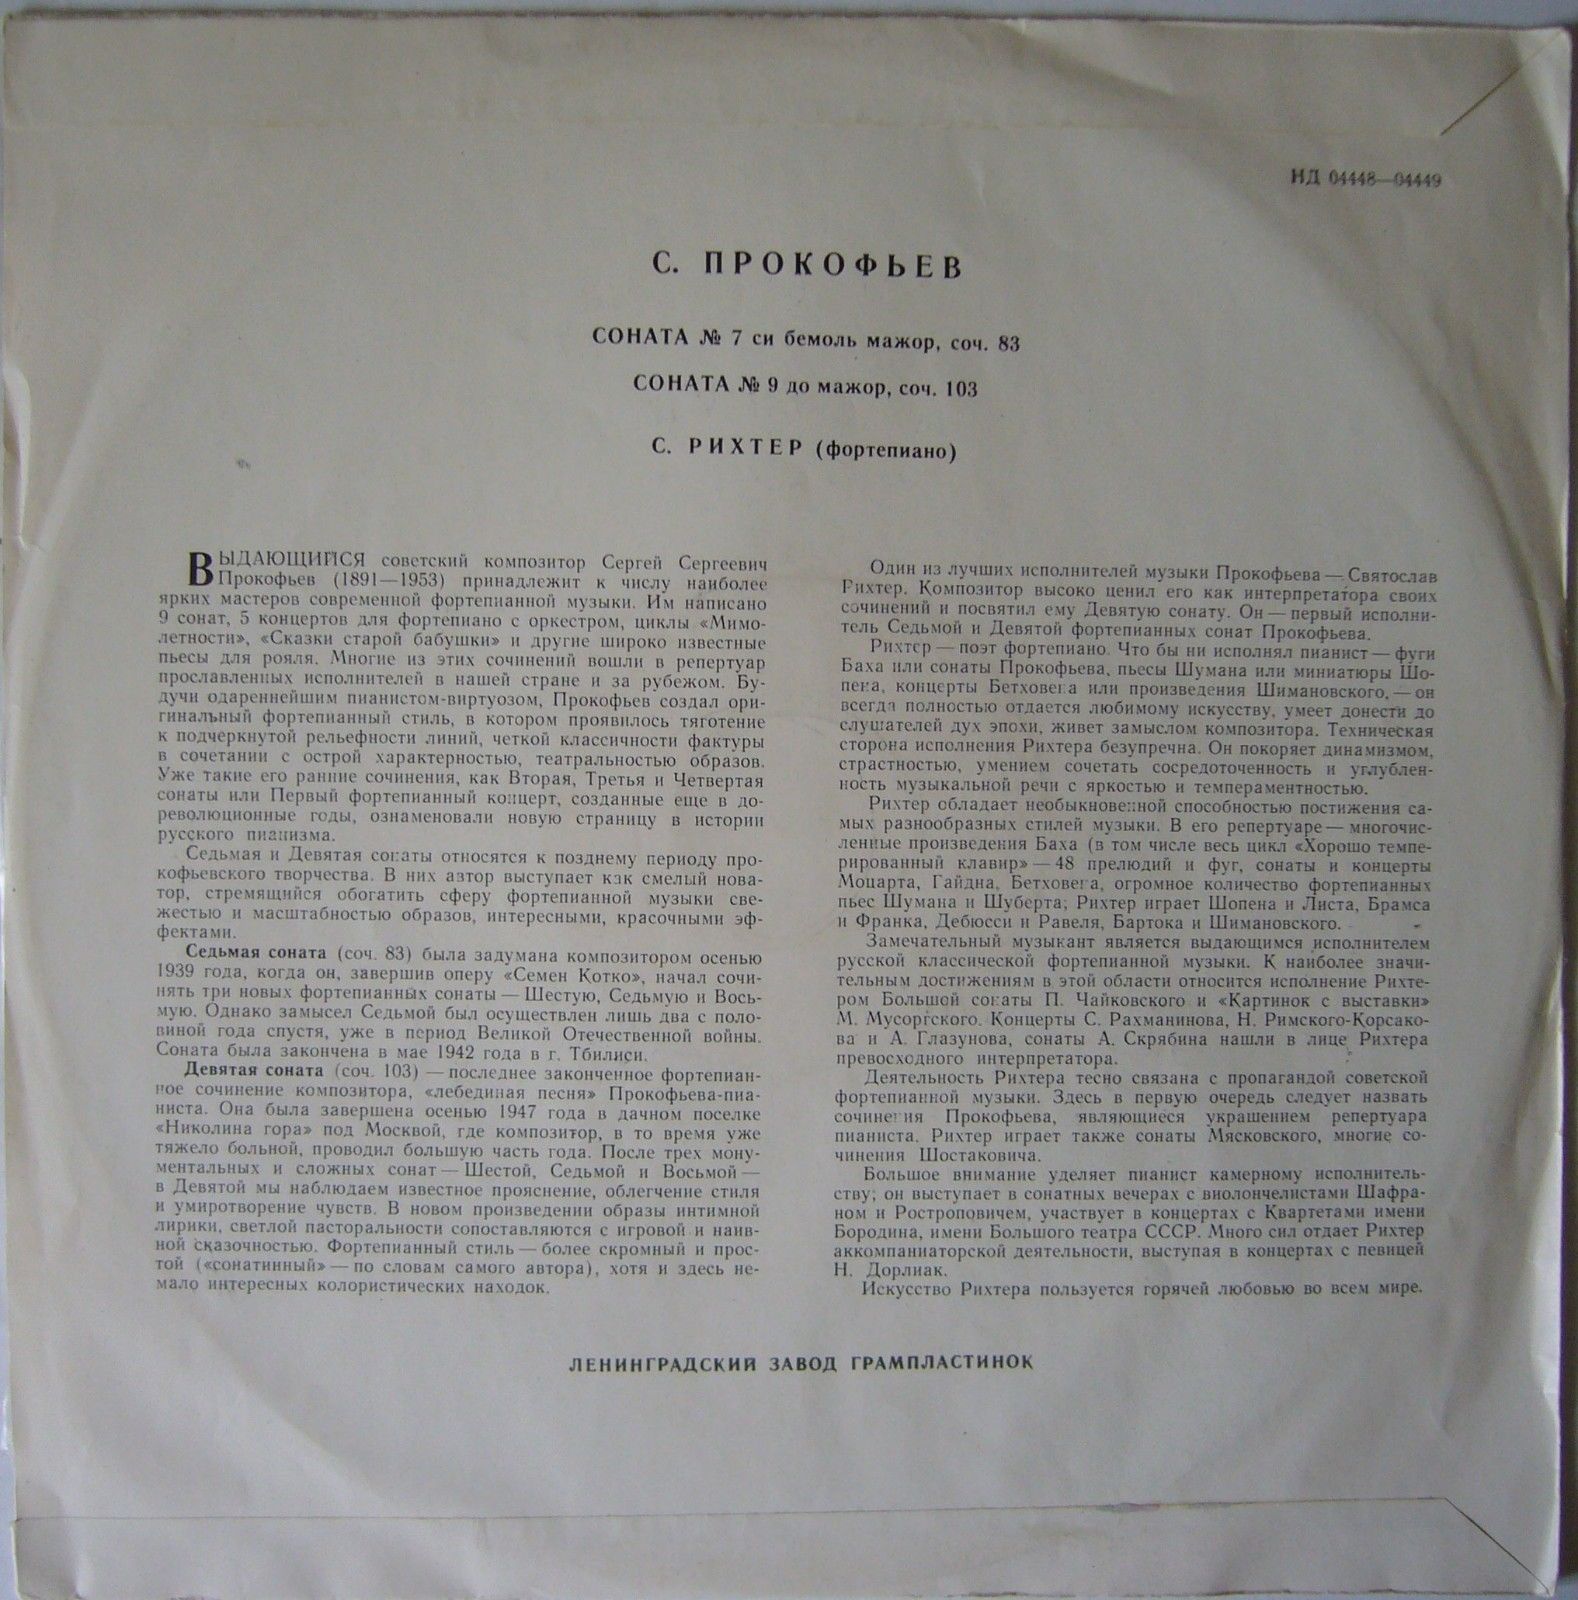 НД 04448—04449
С. ПРОКОФЬЕВ
СОНАТА № 7 си бемоль мажор, соч. 83
СОНАТА № 9 до мажор, соч. 103
С. РИХТЕР (фортепиано)
ВЫДАЮЩИЙСЯ советский композитор Сергей Сергеевич
Прокофьев (1891—1953) принадлежит к числу наиболее
ярких мастеров современной фортепианной музыки. Им написано
9 сонат, 5 концертов для фортепиано с оркестром, циклы «Мимо-
летности», «Сказки старой бабушки» и другие широко известные
пьесы для рояля. Многие из этих сочинений вошли в репертуар
прославленных исполнителей в нашей стране и за рубежом. Бу-
дучи одареннейшим пианистом-виртуозом, Прокофьев создал ори-
гинальный фортепианный стиль, в котором проявилось тяготение
к подчеркнутой рельефности линий, четкой классичности фактуры
в сочетании с острой характерностью, театральностью образов.
Уже такие его ранние сочинения, как Вторая, Третья и Четвертая
сонаты или Первый фортепианный концерт, созданные еще в до-
революционные годы, ознаменовали новую страницу в истории
русского пианизма.
Седьмая и Девятая сонаты относятся к позднему периоду про-
кофьевского творчества. В них автор выступает как смелый нова-
тор, стремящийся обогатить сферу фортепианной музыки све-
жестью и масштабностью образов, интересными, красочными эф-
фектами.
Седьмая соната (соч. 83) была задумана композитором осенью
1939 года, когда он, завершив оперу «Семен Котко», начал сочи-
нять три новых фортепианных сонаты — Шестую, Седьмую и Вось-
мую. Однако замысел Седьмой был осуществлен лишь два с поло-
виной года спустя, уже в период Великой Отечественной войны.
Соната была закончена в мае 1942 года в г. Тбилиси.
Девятая соната (соч. 103) — последнее законченное фортепиан-
ное сочинение композитора, «лебединая песня» Прокофьева-пиа-
ниста. Она была завершена осенью 1947 года в дачном поселке
«Николина гора» под Москвой, где композитор, в то время уже
тяжело больной, проводил большую часть года. После трех мону-
ментальных и сложных сонат — Шестой, Седьмой и Восьмой —
в Девятой мы наблюдаем известное прояснение, облегчение стиля
и умиротворение чувств. В новом произведении образы интимной
лирики, светлой пасторальности сопоставляются с игровой и наив-
ной сказочностью. Фортепианный стиль — более скромный и прос-
той («сонатинный» — по словам самого автора), хотя и здесь не-
мало интересных колористических находок.
Один из лучших исполнителей музыки Прокофьева — Святослав
Рихтер. Композитор высоко ценил его как интерпретатора своих
сочинений и посвятил ему Девятую сонату. Он — первый исполни-
тель Седьмой и Девятой фортепианных сонат Прокофьева.
Рихтер — поэт фортепиано. Что бы ни исполнял пианист — фуги
Баха или сонаты Прокофьева, пьесы Шумана или миниатюры Шо-
пена, концерты Бетховена или произведения Шимановского, — он
всегда полностью отдается любимому искусству, умеет донести до
слушателей дух эпохи, живет замыслом композитора. Техническая
сторона исполнения Рихтера безупречна. Он покоряет динамизмом,
страстностью, умением сочетать сосредоточенность и углублен-
ность музыкальной речи с яркостью и темпераментностью.
Рихтер обладает необыкновенной способностью постижения са-
мых разнообразных стилей музыки. В его репертуаре — многочис-
ленные произведения Баха (в том числе весь цикл «Хорошо темпе-
рированный клавир» — 48 прелюдий и фуг, сонаты и концерты
Моцарта, Гайдна, Бетховена, огромное количество фортепианных
пьес Шумана и Шуберта; Рихтер играет Шопена и Листа, Брамса
и Франка, Дебюсси и Равеля, Бартока и Шимановского.
Замечательный музыкант является выдающимся исполнителем
русской классической фортепианной музыки. К наиболее значи-
тельным достижениям в этой области относится исполнение Рихте-
ром Большой сонаты П. Чайковского и «Картинок с выставки»
М. Мусоргского. Концерты С. Рахманинова, Н. Римского-Корсако-
ва и А. Глазунова, сонаты А. Скрябина нашли в лице Рихтера
превосходного интерпретатора.
Деятельность Рихтера тесно связана с пропагандой советской
фортепианной музыки. Здесь в первую очередь следует назвать
сочинения Прокофьева, являющиеся украшением репертуара
пианиста. Рихтер играет также сонаты Мясковского, многие со-
чинения Шостаковича.
Большое внимание уделяет пианист камерному исполнитель-
ству; он выступает в сонатных вечерах с виолончелистами Шафра-
ном и Ростроповичем, участвует в концертах с Квартетами имени
Бородина, имени Большого театра СССР. Много сил отдает Рихтер
аккомпаниаторской деятельности, выступая в концертах с певицей
Н. Дорлиак.
Искусство Рихтера пользуется горячей любовью во всем мире.
ЛЕНИНГРАДСКИЙ ЗАВОД ГРАМПЛАСТИНОК